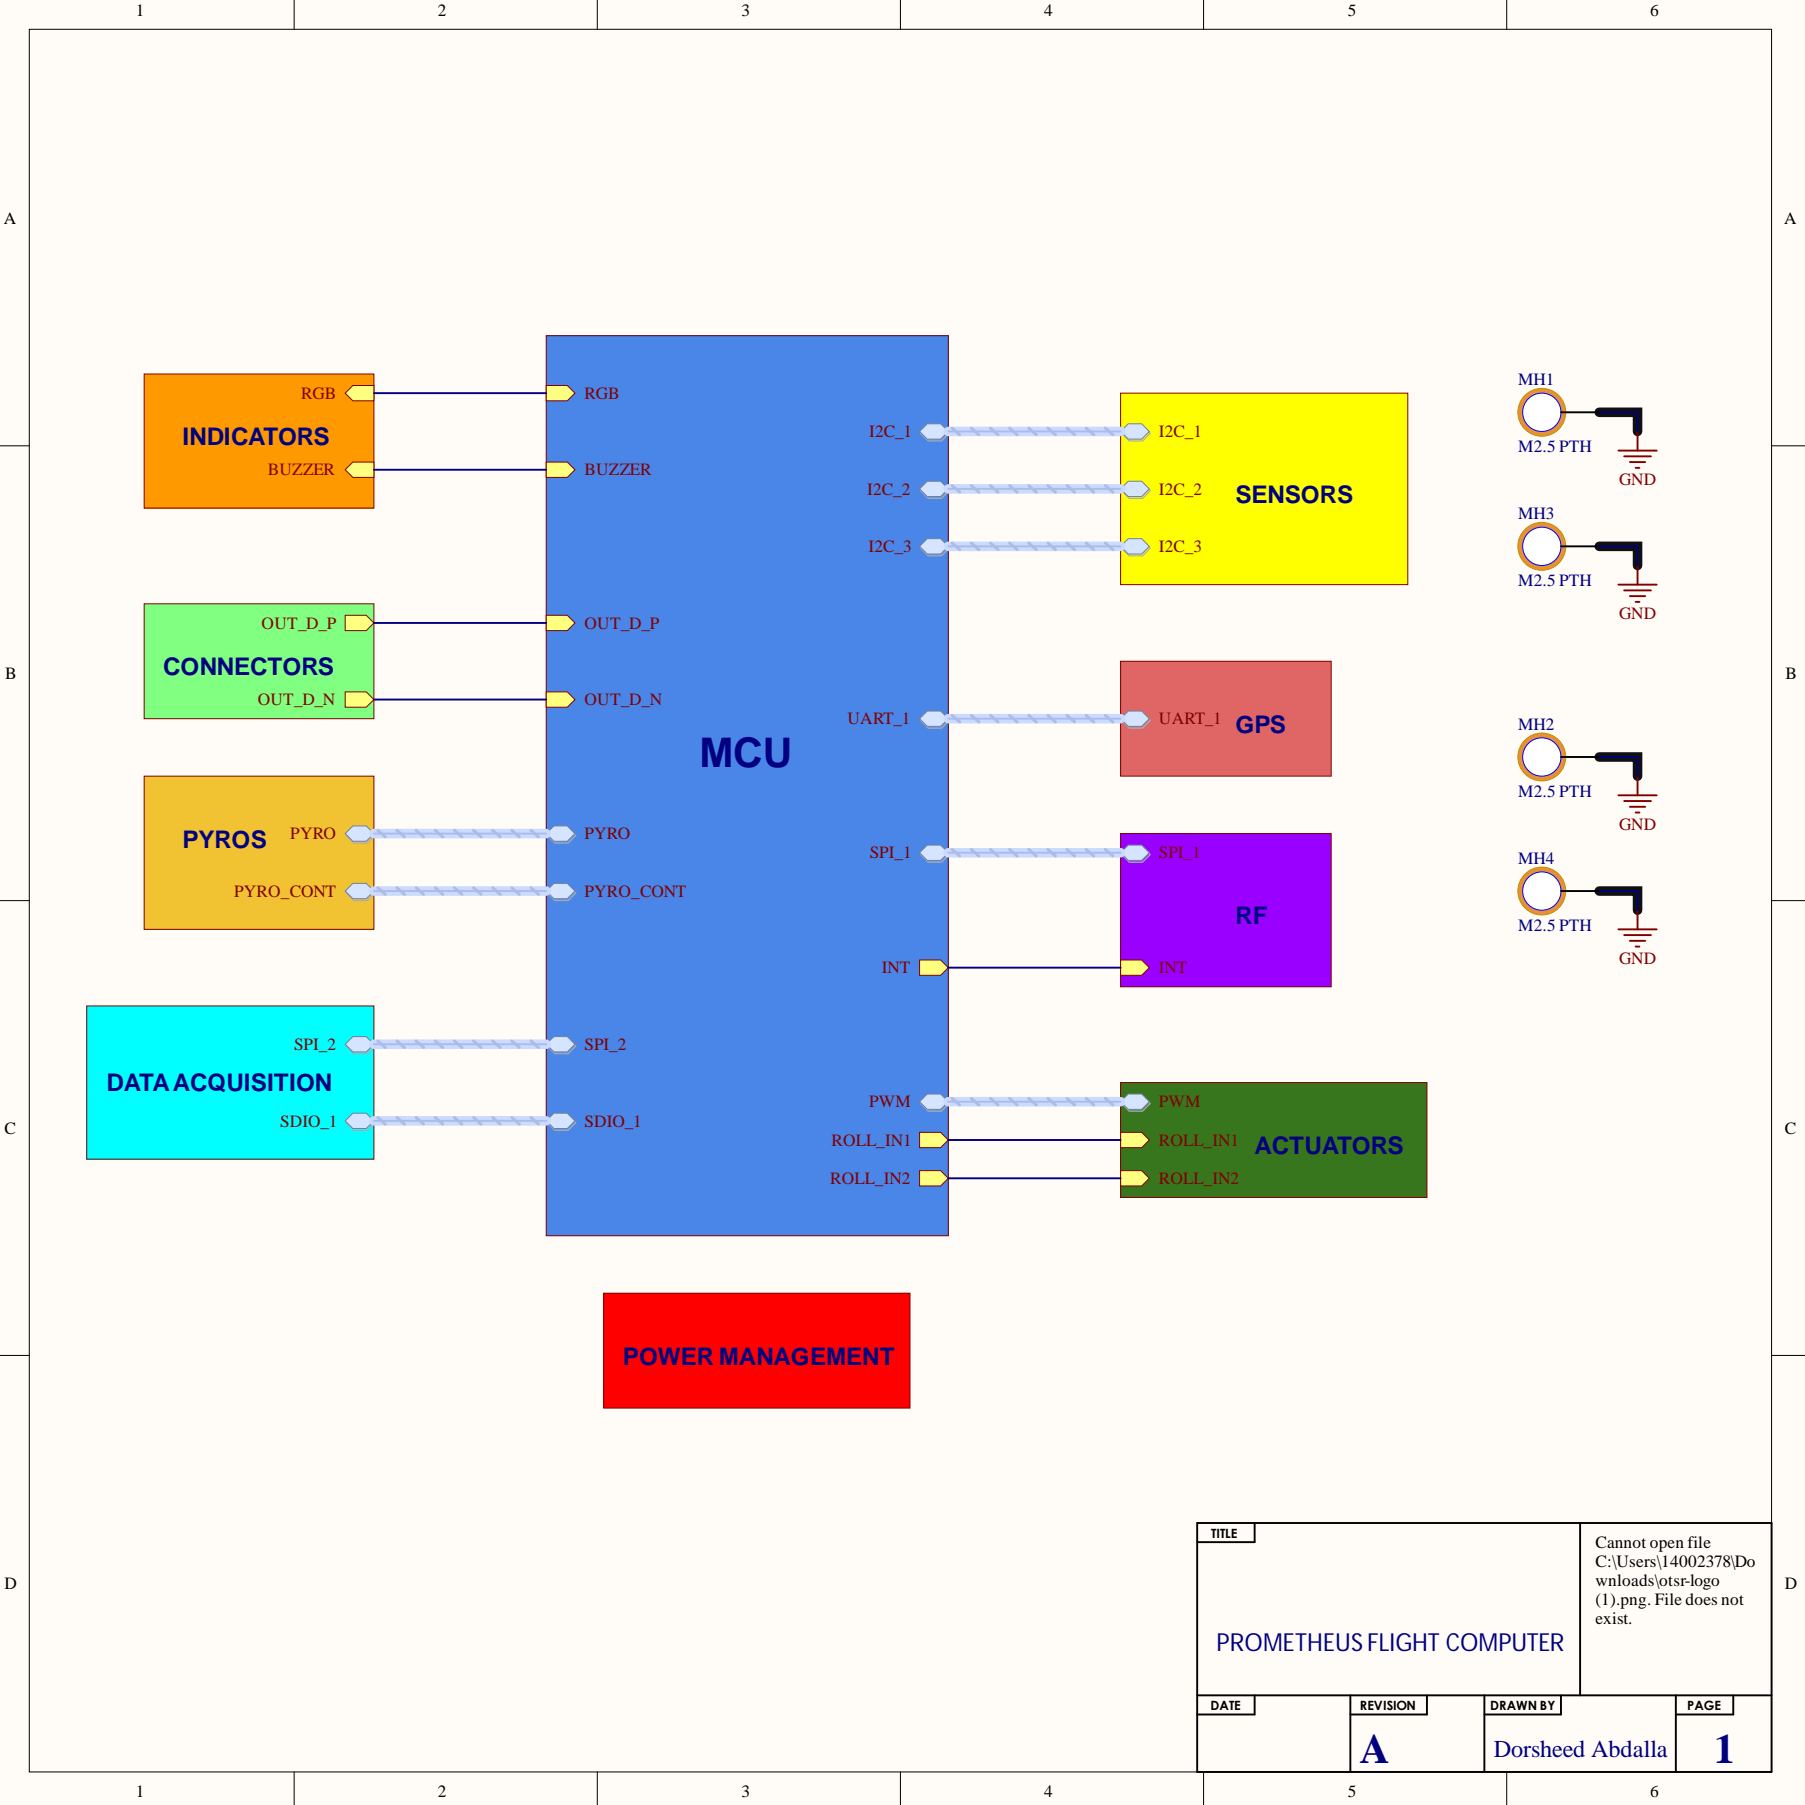 1 2 3 4 5 6
A A
B B
C C
D D
RGB
INDICATORS
BUZZER
OUT_D_P
CONNECTORS
OUT_D_N
PYROS PYRO
PYRO_CONT
SPI_2
DATA ACQUISITION
SDIO_1
RGB
BUZZER
OUT_D_P
OUT_D_N
MCU
PYRO
PYRO_CONT
SPI_2
SDIO_1
I2C_1
I2C_2
I2C_3
UART_1
SPI_1
INT
PWM
ROLL_IN1
ROLL_IN2
I2C_1
I2C_2
SENSORS
I2C_3
UART_1 GPS
SPI_1
RF
INT
PWM
ROLL_IN1
ACTUATORS
ROLL_IN2
POWER MANAGEMENT
MH1
M2.5 PTH
GND
MH3
M2.5 PTH
GND
MH2
M2.5 PTH
GND
MH4
M2.5 PTH
GND
TITLE
PROMETHEUS FLIGHT COMPUTER
Cannot open file
C:\Users\14002378\Do
wnloads\otsr-logo
(1).png. File does not
exist.
DATE
REVISION
A
DRAWN BY
Dorsheed Abdalla
PAGE
1
1 2 3 4 5 6